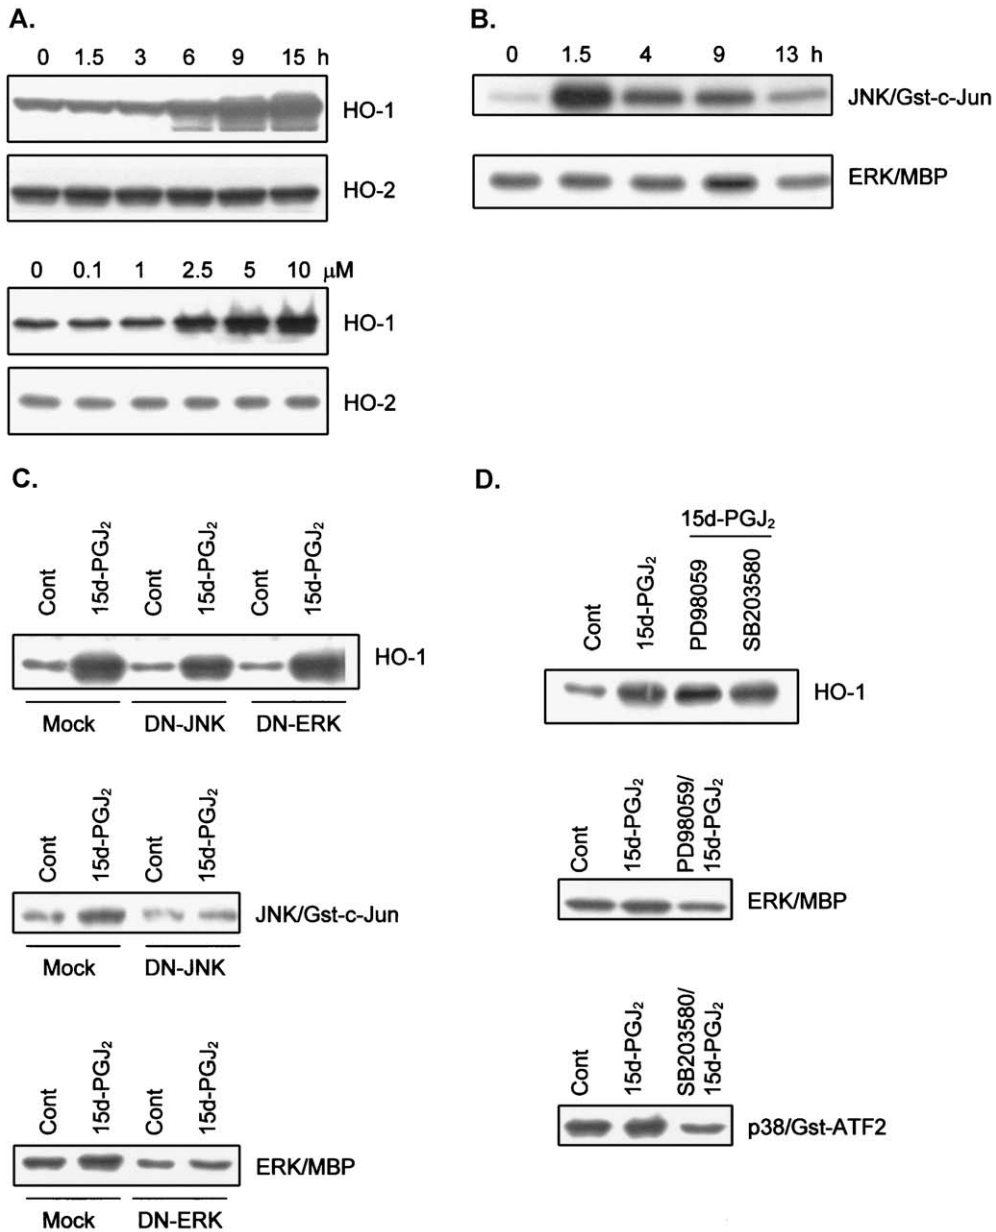 A.
0 1.5 3 6 9 15 h
HO-1
HO-2
0 0.1 1 2.5 5 10 μM
HO-1
HO-2
B.
0 1.5 4 9 13 h
JNK/Gst-c-Jun
ERK/MBP
C.
Cont 15d-PGJ₂ Cont 15d-PGJ₂ Cont 15d-PGJ₂
HO-1
Mock DN-JNK DN-ERK
Cont 15d-PGJ₂ Cont 15d-PGJ₂
JNK/Gst-c-Jun
Mock DN-JNK
Cont 15d-PGJ₂ Cont 15d-PGJ₂
ERK/MBP
Mock DN-ERK
D.
15d-PGJ₂
Cont 15d-PGJ₂ PD98059 SB203580
HO-1
Cont 15d-PGJ₂ PD98059/
15d-PGJ₂
ERK/MBP
Cont 15d-PGJ₂ SB203580/
15d-PGJ₂
p38/Gst-ATF2